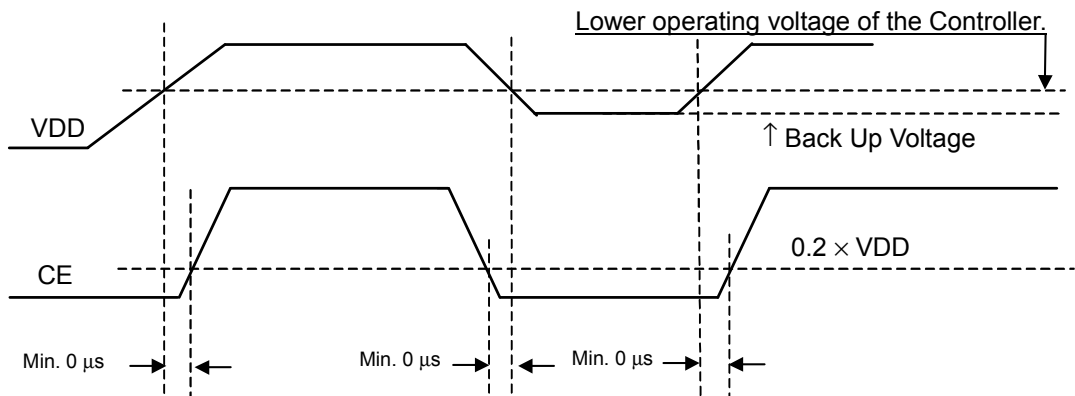 Lower operating voltage of the Controller.
VDD
↑ Back Up Voltage
0.2 × VDD
CE
Min. 0 μs
Min. 0 μs
Min. 0 μs